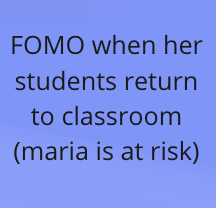 FOMO when her
students return
to classroom
(maria is at risk)